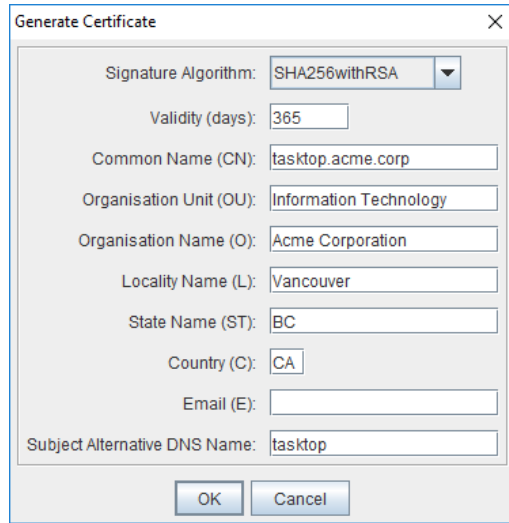 Generate Certificate
Signature Algorithm: SHA256withRSA
Validity (days): 365
Common Name (CN): tasktop.acme.corp
Organisation Unit (OU): Information Technology
Organisation Name (O): Acme Corporation
Locality Name (L): Vancouver
State Name (ST): BC
Country (C): CA
Email (E):
Subject Alternative DNS Name: tasktop
OK Cancel